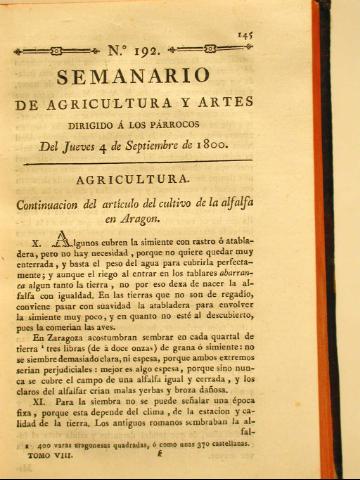 145
N.º 192.
SEMANARIO
DE AGRICULTURA Y ARTES
DIRIGIDO Á LOS PÁRROCOS
Del Jueves 4 de Septiembre de 1800.
AGRICULTURA.
Continuacion del artículo del cultivo de la alfalfa
en Aragon.
X. Algunos cubren la simiente con rastro ó atabla-
dera, pero no hay necesidad, porque no quiere quedar muy
enterrada, y basta el peso del agua para cubrirla perfecta-
mente; y aunque el riego al entrar en los tablares abarran-
ca algun tanto la tierra, no por eso dexa de nacer la al-
falfa con igualdad. En las tierras que no son de regadío,
conviene pasar con suavidad la atabladera para envolver
la simiente muy poco, y en quanto no esté al descubierto,
pues la comerian las aves.
En Zaragoza acostumbran sembrar en cada quartal de
tierra ¹ tres libras (de á doce onzas) de grana ó simiente: no
se siembre demasiado clara, ni espesa, porque ambos extremos
serian perjudiciales: mejor es algo espesa, porque sino nun-
ca se cubre el campo de una alfalfa igual y cerrada, y los
claros del alfalfar crian malas yerbas y broza dañosa.
XI. Para la siembra no se puede señalar una época
fixa, porque esta depende del clima, de la estacion y ca-
lidad de la tierra. Los antiguos romanos sembraban la al-
fal-
1 400 varas aragonesas quadradas, ó como unas 370 castellanas.
TOMO VIII. K